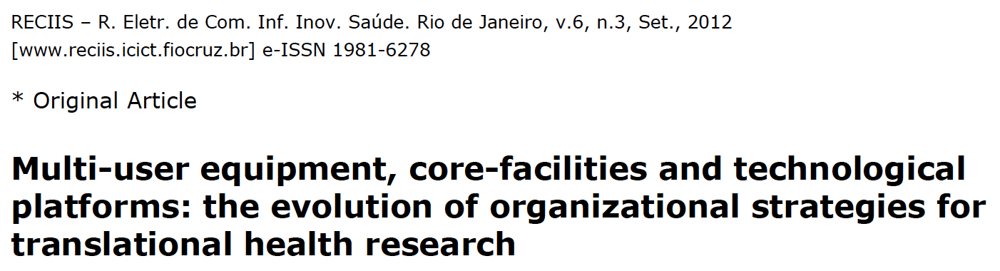 RECIIS – R. Eletr. de Com. Inf. Inov. Saúde. Rio de Janeiro, v.6, n.3, Set., 2012
[www.reciis.icict.fiocruz.br] e-ISSN 1981-6278
* Original Article
Multi-user equipment, core-facilities and technological
platforms: the evolution of organizational strategies for
translational health research